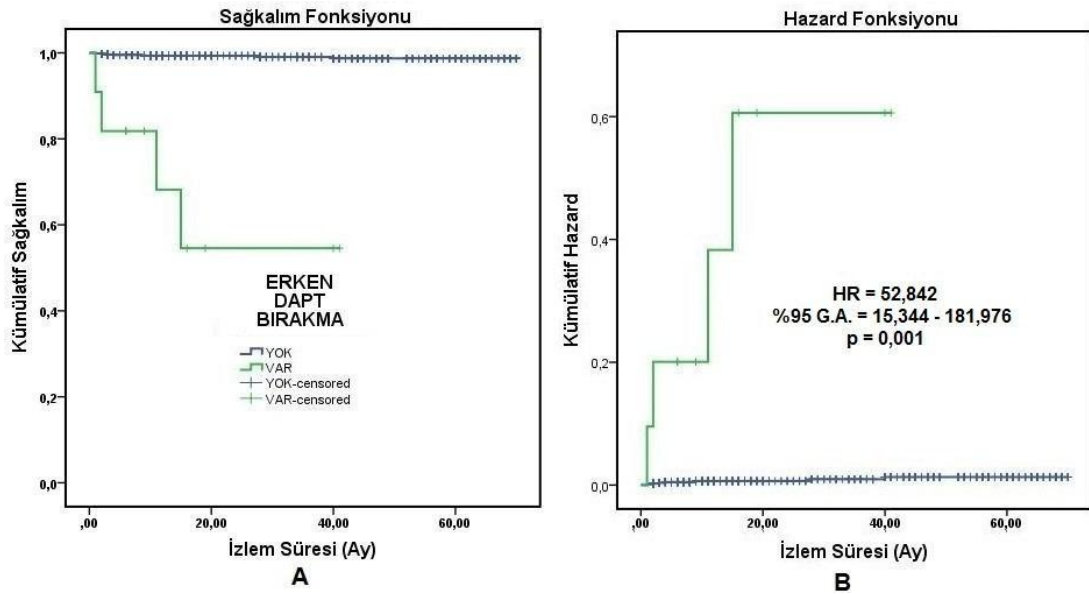 Sağkalım Fonksiyonu
Kümülatif Sağkalım
1,0
0,8
0,6
0,4
0,2
0,0
ERKEN
DAPT
BIRAKMA
YOK
VAR
YOK-censored
VAR-censored
,00
20,00
40,00
60,00
İzlem Süresi (Ay)
A
Hazard Fonksiyonu
Kümülatif Hazard
0,6
0,4
0,2
0,0
HR = 52,842
%95 G.A. = 15,344 - 181,976
p = 0,001
,00
20,00
40,00
60,00
İzlem Süresi (Ay)
B